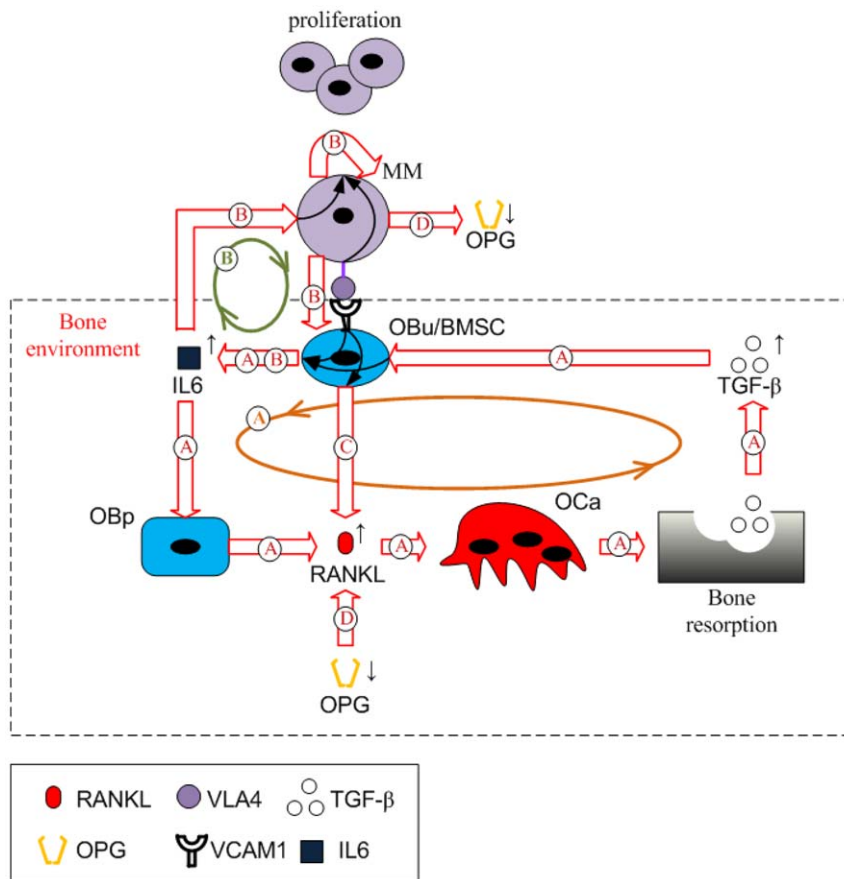 proliferation
B
MM
B
D
OPG
↓
B
B
Bone
environment
OBu/BMSC
↑
IL6
A B
A
↑
TGF-β
A
A
C
A
OBp
OCa
A
↑
RANKL
A
A
Bone
resorption
D
↓
OPG
RANKL VLA4 TGF-β
OPG VCAM1 IL6